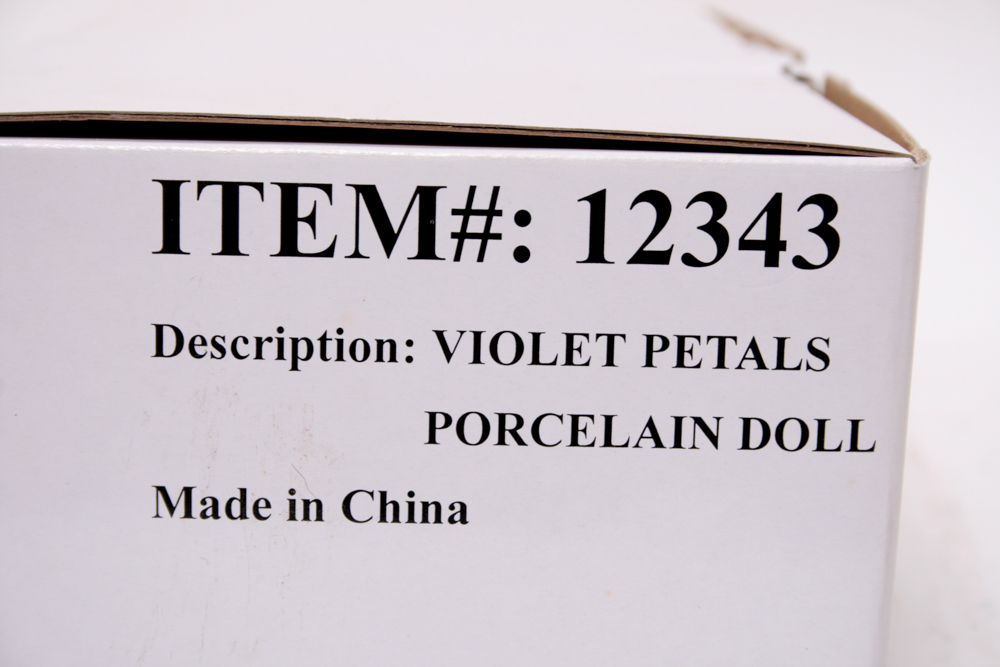 ITEM#: 12343
Description: VIOLET PETALS
PORCELAIN DOLL
Made in China